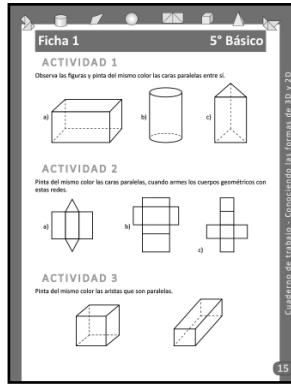 Ficha 1 5° Básico
ACTIVIDAD 1
Observa las figuras y pinta del mismo color las caras paralelas entre sí.
a) b) c)
ACTIVIDAD 2
Pinta del mismo color las caras paralelas, cuando armes los cuerpos geométricos con
estas redes.
a) b) c)
ACTIVIDAD 3
Pinta del mismo color las aristas que son paralelas.
Cuaderno de trabajo - Conociendo las formas de 3D y 2D
15